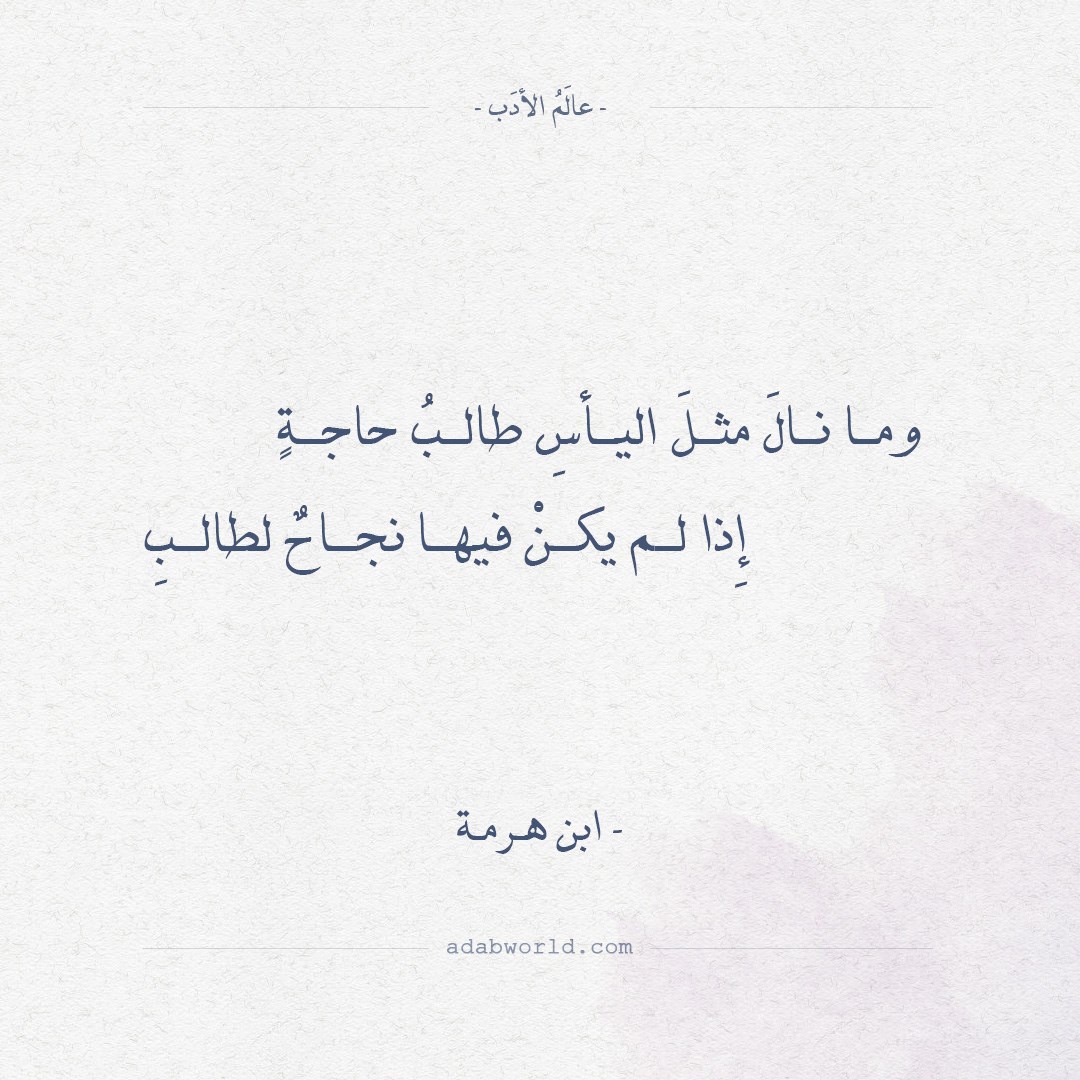 - عالَمُ الأدَب -
وما نالَ مثلَ اليأسِ طالبُ حاجةٍ
إِذا لم يكنْ فيها نجاحٌ لطالبِ
- ابن هرمة
adabworld.com